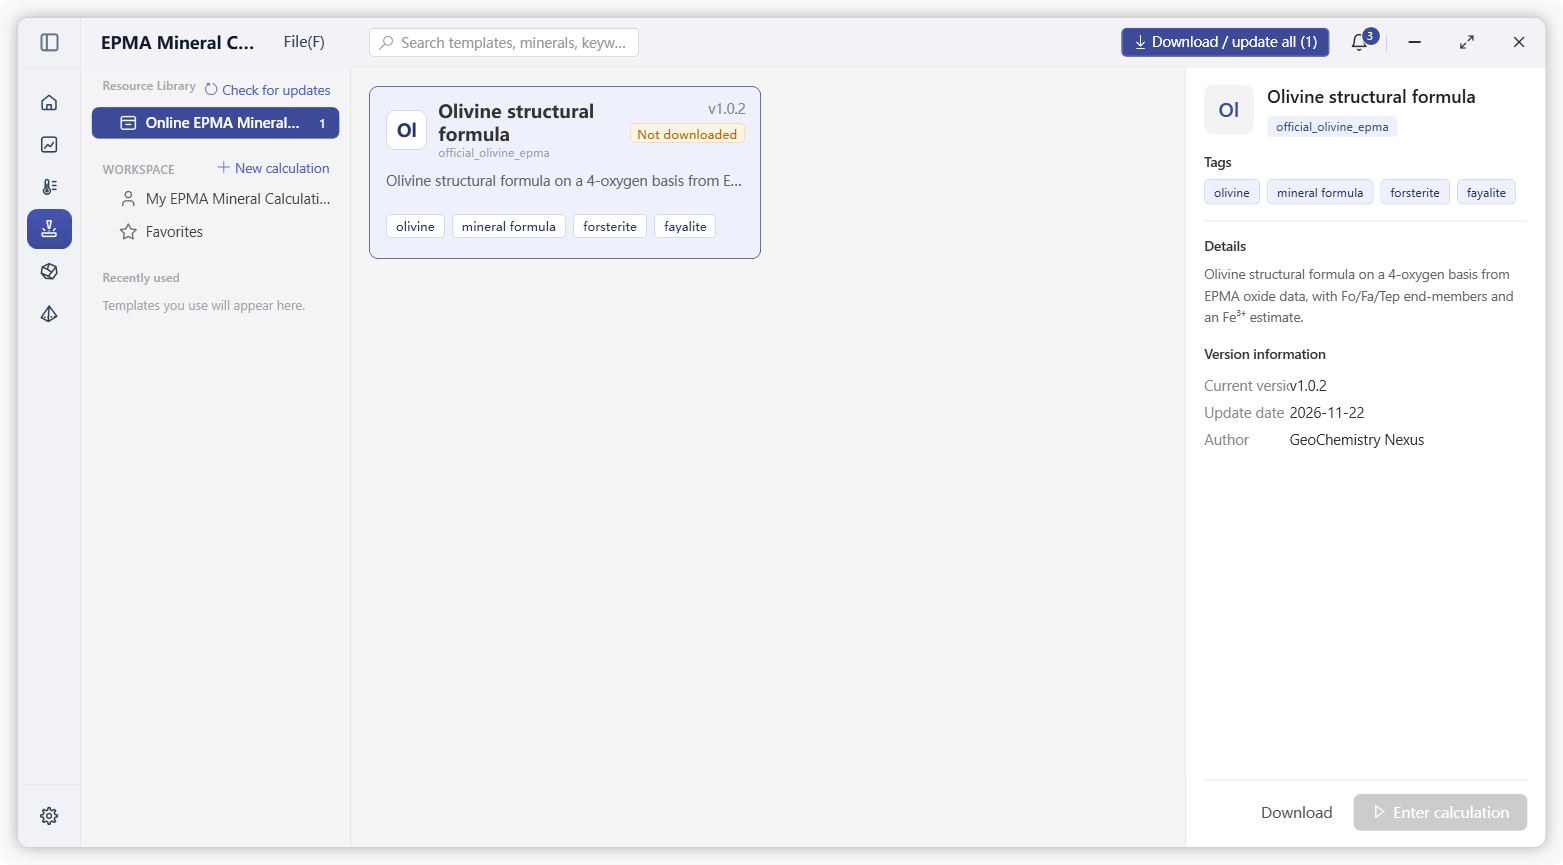 EPMA Mineral C...
File(F)
Search templates, minerals, keyw...
Download / update all (1)
3
Resource Library
Check for updates
Online EPMA Mineral...
1
WORKSPACE
New calculation
My EPMA Mineral Calculati...
Favorites
Recently used
Templates you use will appear here.
Ol
Olivine structural
formula
v1.0.2
Not downloaded
official_olivine_epma
Olivine structural formula on a 4-oxygen basis from E...
olivine
mineral formula
forsterite
fayalite
Ol
Olivine structural formula
official_olivine_epma
Tags
olivine
mineral formula
forsterite
fayalite
Details
Olivine structural formula on a 4-oxygen basis from
EPMA oxide data, with Fo/Fa/Tep end-members and
an Fe³⁺ estimate.
Version information
Current versic v1.0.2
Update date 2026-11-22
Author GeoChemistry Nexus
Download
Enter calculation